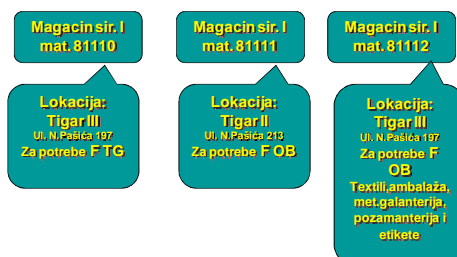 Magacin sir. I
mat. 81110
Magacin sir. I
mat. 81111
Magacin sir. I
mat. 81112
Lokacija:
Tigar III
Ul. N.Pašića 197
Za potrebe F TG
Lokacija:
Tigar II
Ul. N.Pašića 213
Za potrebe F OB
Lokacija:
Tigar III
Ul. N.Pašića 197
Za potrebe F
OB
Textili,ambalaža,
met.galanterija,
pozamanterija i
etikete